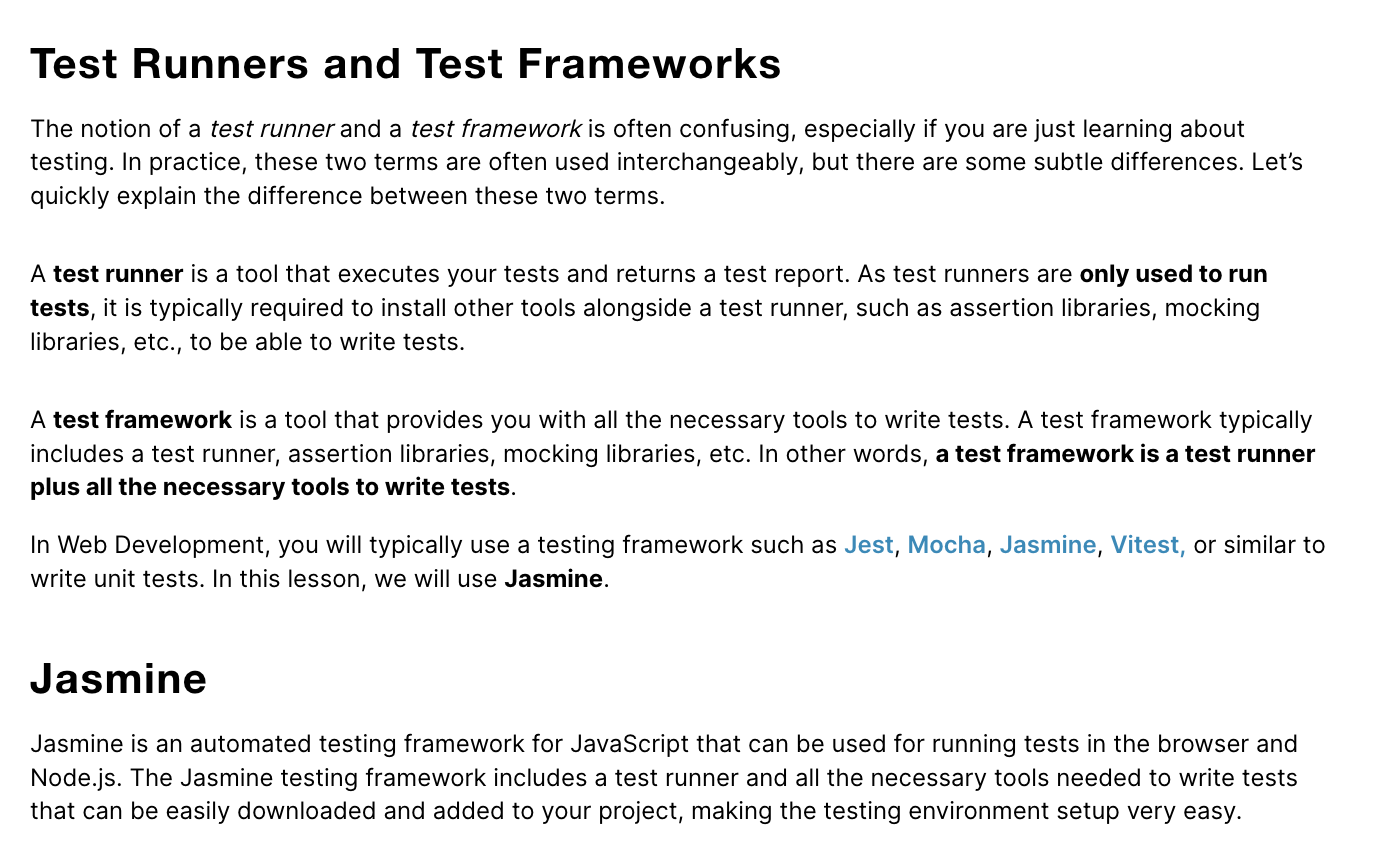 Test Runners and Test Frameworks
The notion of a test runner and a test framework is often confusing, especially if you are just learning about
testing. In practice, these two terms are often used interchangeably, but there are some subtle differences. Let’s
quickly explain the difference between these two terms.
A test runner is a tool that executes your tests and returns a test report. As test runners are only used to run
tests, it is typically required to install other tools alongside a test runner, such as assertion libraries, mocking
libraries, etc., to be able to write tests.
A test framework is a tool that provides you with all the necessary tools to write tests. A test framework typically
includes a test runner, assertion libraries, mocking libraries, etc. In other words, a test framework is a test runner
plus all the necessary tools to write tests.
In Web Development, you will typically use a testing framework such as Jest, Mocha, Jasmine, Vitest, or similar to
write unit tests. In this lesson, we will use Jasmine.
Jasmine
Jasmine is an automated testing framework for JavaScript that can be used for running tests in the browser and
Node.js. The Jasmine testing framework includes a test runner and all the necessary tools needed to write tests
that can be easily downloaded and added to your project, making the testing environment setup very easy.